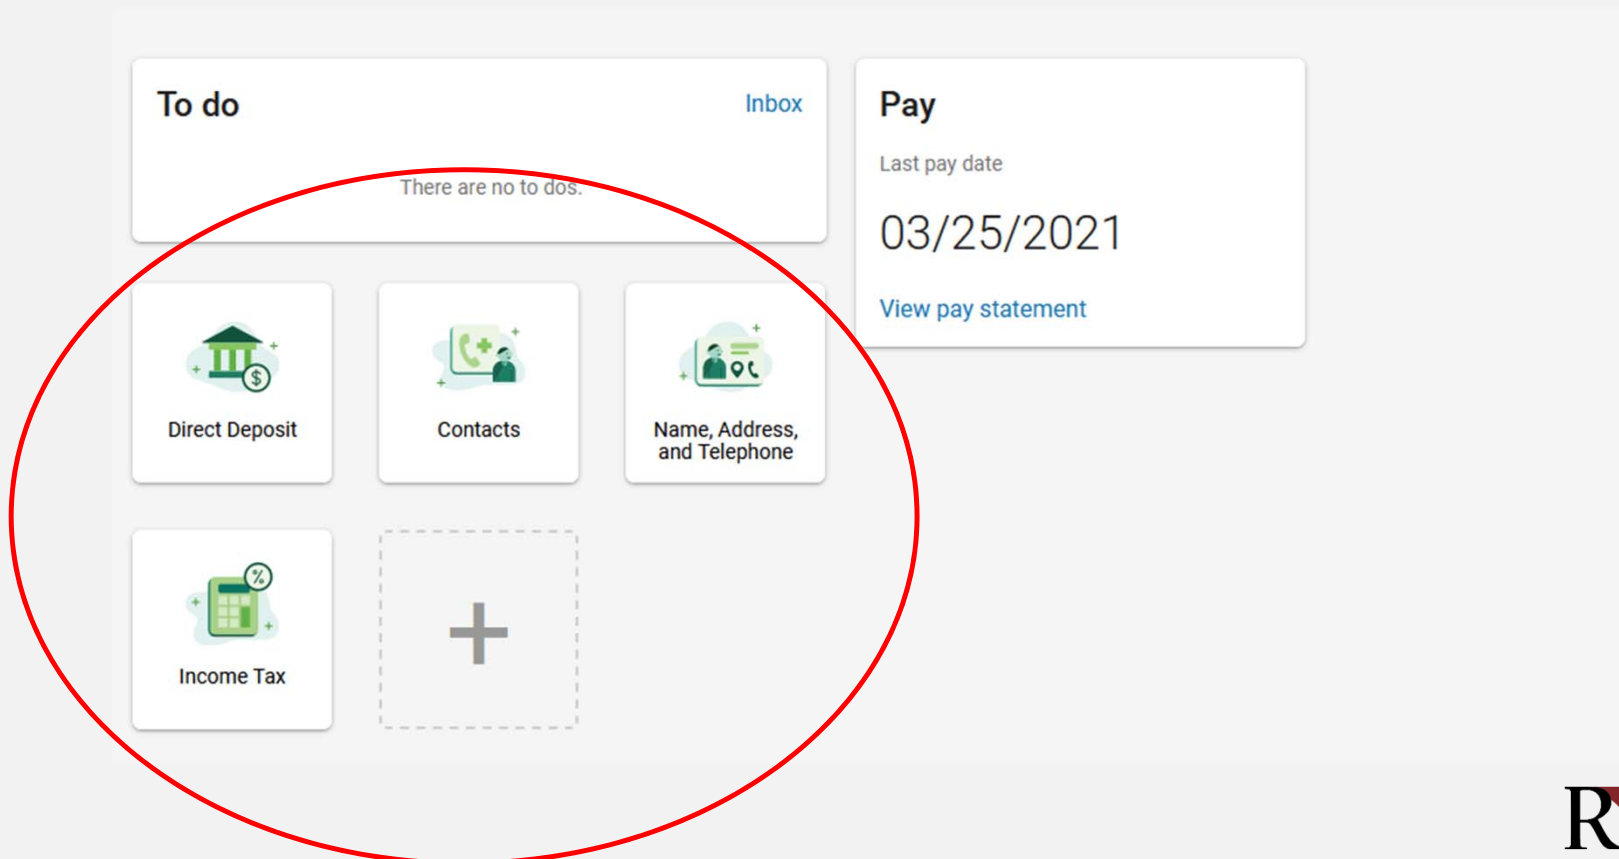 To do
Inbox
There are no to dos.
Pay
Last pay date
03/25/2021
View pay statement
$
Direct Deposit
Contacts
Name, Address,
and Telephone
%
Income Tax
R